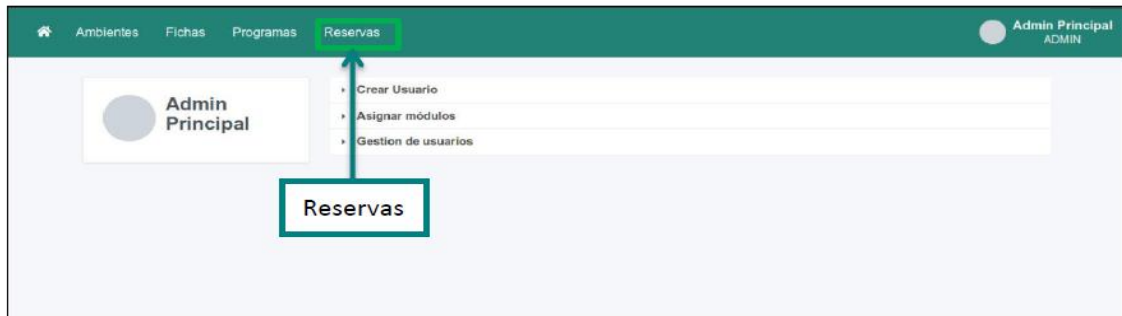 Ambientes Fichas Programas Reservas
Admin Principal
ADMIN
Admin
Principal
Crear Usuario
Asignar módulos
Gestion de usuarios
Reservas